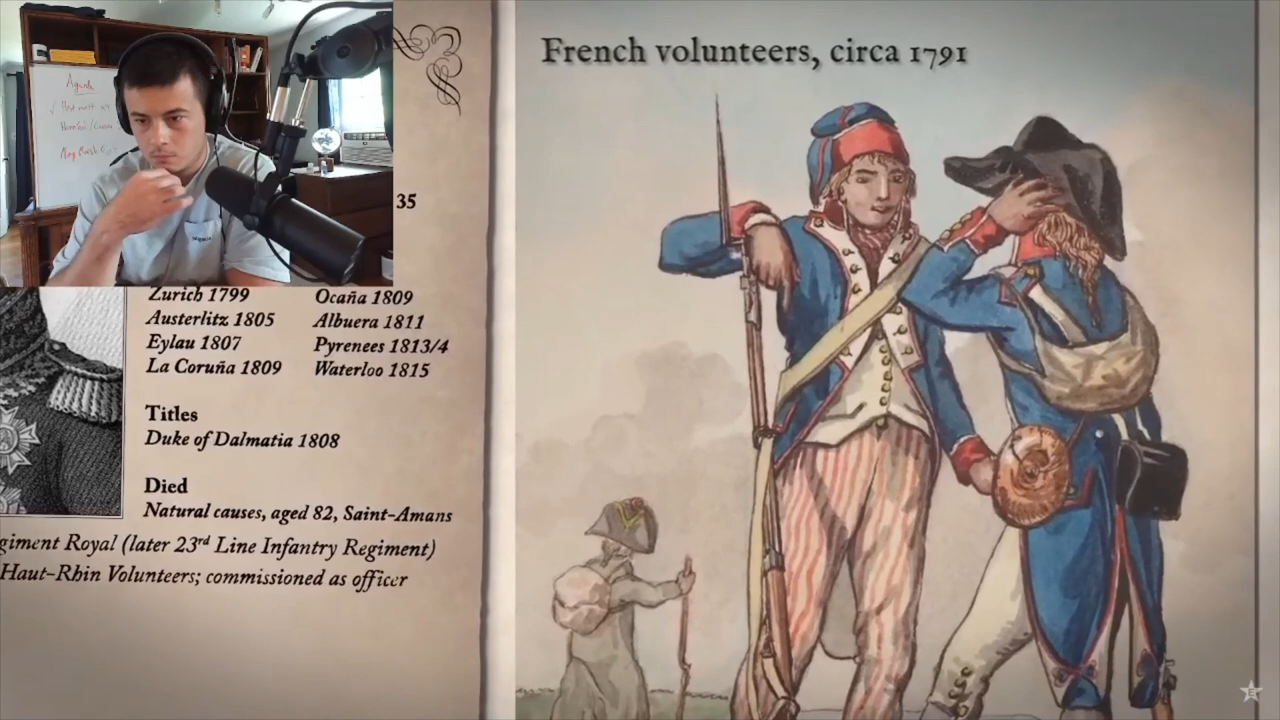 Agenda
French volunteers, circa 1791
35
Zurich 1799
Ocaña 1809
Austerlitz 1805
Albuera 1811
Eylau 1807
Pyrenees 1813/4
La Coruña 1809
Waterloo 1815
Titles
Duke of Dalmatia 1808
Died
Natural causes, aged 82, Saint-Amans
giment Royal (later 23rd Line Infantry Regiment)
Haut-Rhin Volunteers; commissioned as officer
E